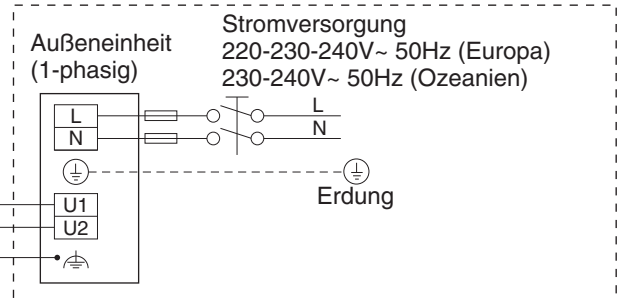 Außeneinheit
(1-phasig)
Stromversorgung
220-230-240V~ 50Hz (Europa)
230-240V~ 50Hz (Ozeanien)
L
L
N
N
Erdung
U1
U2